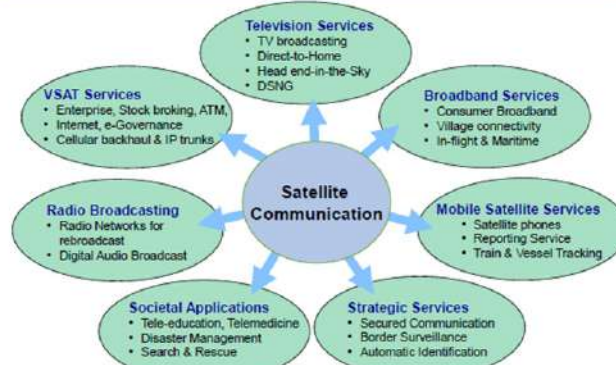 Television Services
• TV broadcasting
• Direct-to-Home
• Head end-in-the-Sky
• DSNG
VSAT Services
• Enterprise, Stock broking, ATM,
• Internet, e-Governance
• Cellular backhaul & IP trunks
Broadband Services
• Consumer Broadband
• Village connectivity
• In-flight & Maritime
Satellite
Communication
Radio Broadcasting
• Radio Networks for
rebroadcast
• Digital Audio Broadcast
Mobile Satellite Services
• Satellite phones
• Reporting Service
• Train & Vessel Tracking
Societal Applications
• Tele-education, Telemedicine
• Disaster Management
• Search & Rescue
Strategic Services
• Secured Communication
• Border Surveillance
• Automatic Identification